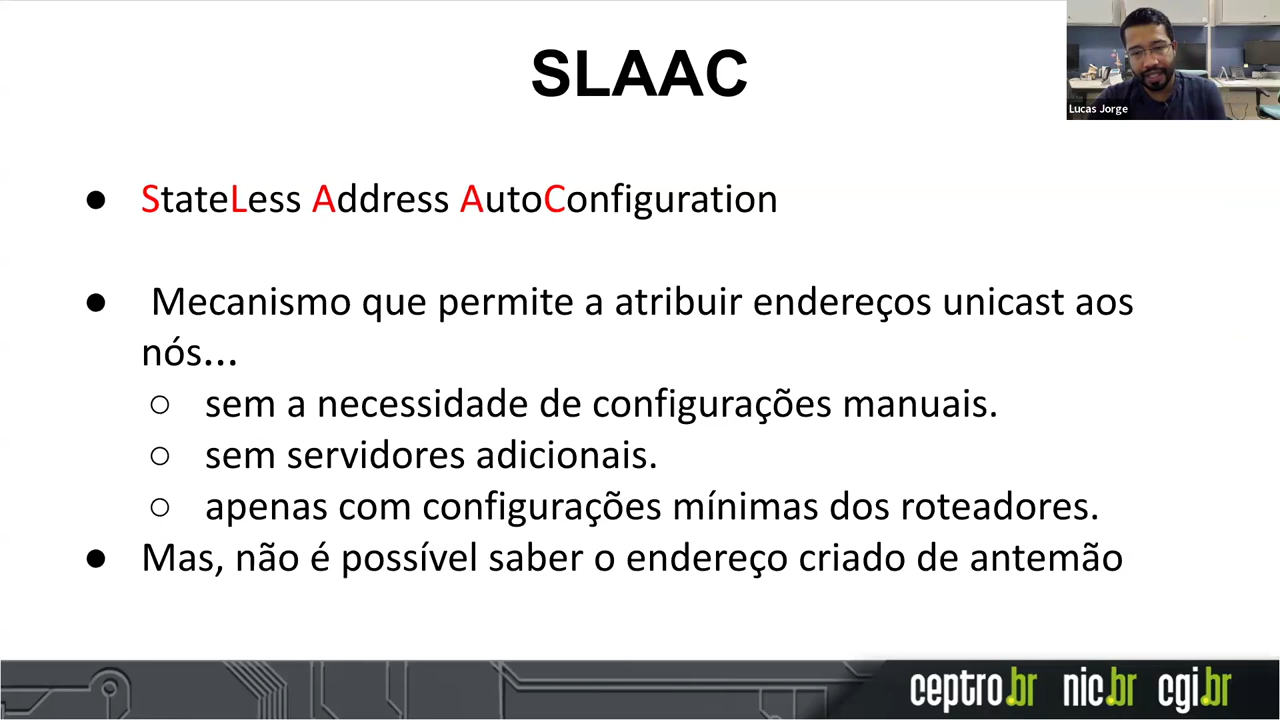 SLAAC
Lucas Jorge
● StateLess Address AutoConfiguration
● Mecanismo que permite a atribuir endereços unicast aos
nós...
○ sem a necessidade de configurações manuais.
○ sem servidores adicionais.
○ apenas com configurações mínimas dos roteadores.
● Mas, não é possível saber o endereço criado de antemão
ceptro.br nic.br cgi.br